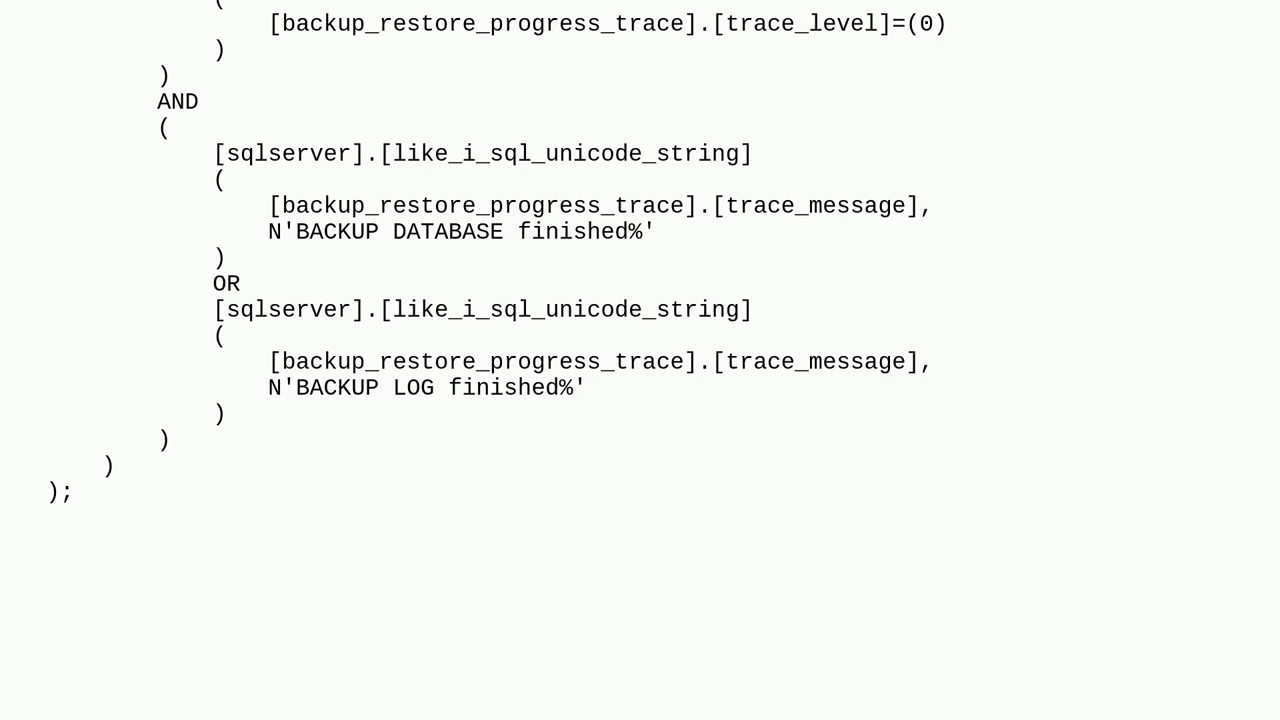 (
[backup_restore_progress_trace].[trace_level]=(0)
)
)
AND
(
[sqlserver].[like_i_sql_unicode_string]
(
[backup_restore_progress_trace].[trace_message],
N'BACKUP DATABASE finished%'
)
OR
[sqlserver].[like_i_sql_unicode_string]
(
[backup_restore_progress_trace].[trace_message],
N'BACKUP LOG finished%'
)
)
)
);